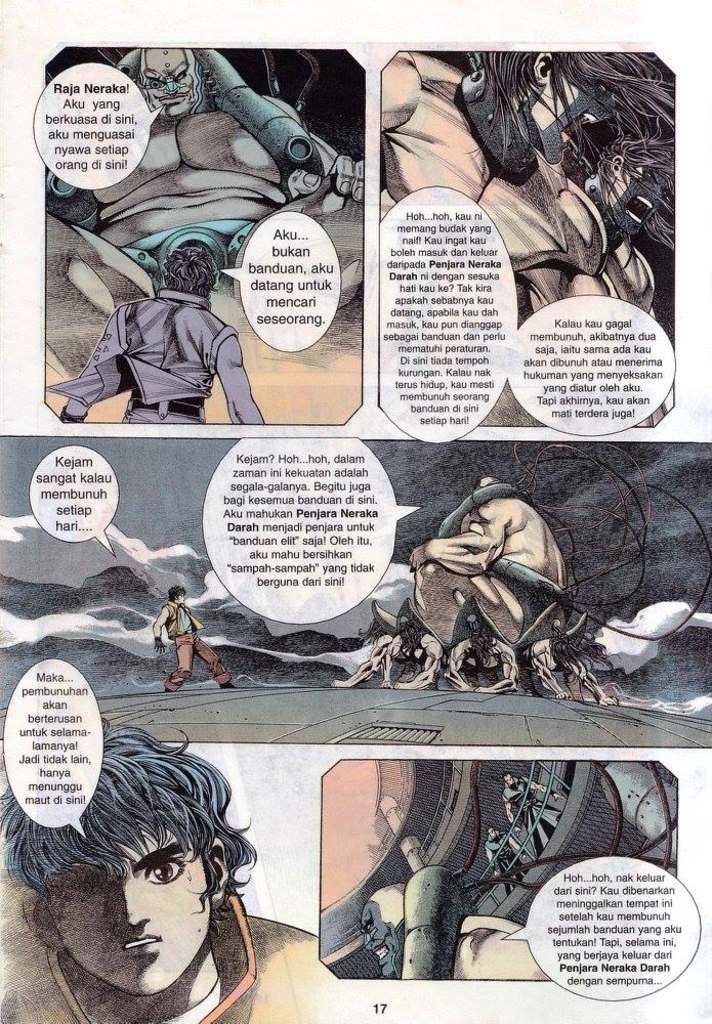 Raja Neraka!
Aku yang
berkuasa di sini,
aku menguasai
nyawa setiap
orang di sini!
Aku...
bukan
banduan, aku
datang untuk
mencari
seseorang.
Hoh...hoh, kau ni
memang budak yang
naif! Kau ingat kau
boleh masuk dan keluar
daripada Penjara Neraka
Darah ni dengan sesuka
hati kau ke? Tak kira
apakah sebabnya kau
datang, apabila kau dah
masuk, kau pun dianggap
sebagai banduan dan perlu
mematuhi peraturan.
Di sini tiada tempoh
kurungan. Kalau nak
terus hidup, kau mesti
membunuh seorang
banduan di sini
setiap hari!
Kalau kau gagal
membunuh, akibatnya dua
saja, iaitu sama ada kau
akan dibunuh atau menerima
hukuman yang menyeksakan
yang diatur oleh aku.
Tapi akhirnya, kau akan
mati terdera juga!
Kejam
sangat kalau
membunuh
setiap
hari....
Kejam? Hoh...hoh, dalam
zaman ini kekuatan adalah
segala-galanya. Begitu juga
bagi kesemua banduan di sini.
Aku mahukan Penjara Neraka
Darah menjadi penjara untuk
"banduan elit" saja! Oleh itu,
aku mahu bersihkan
"sampah-sampah" yang tidak
berguna dari sini!
Maka...
pembunuhan
akan
berterusan
untuk selama-
lamanya!
Jadi tidak lain,
hanya
menunggu
maut di sini!
Hoh...hoh, nak keluar
dari sini? Kau dibenarkan
meninggalkan tempat ini
setelah kau membunuh
sejumlah banduan yang aku
tentukan! Tapi, selama ini,
yang berjaya keluar dari
Penjara Neraka Darah
dengan sempurna...
17